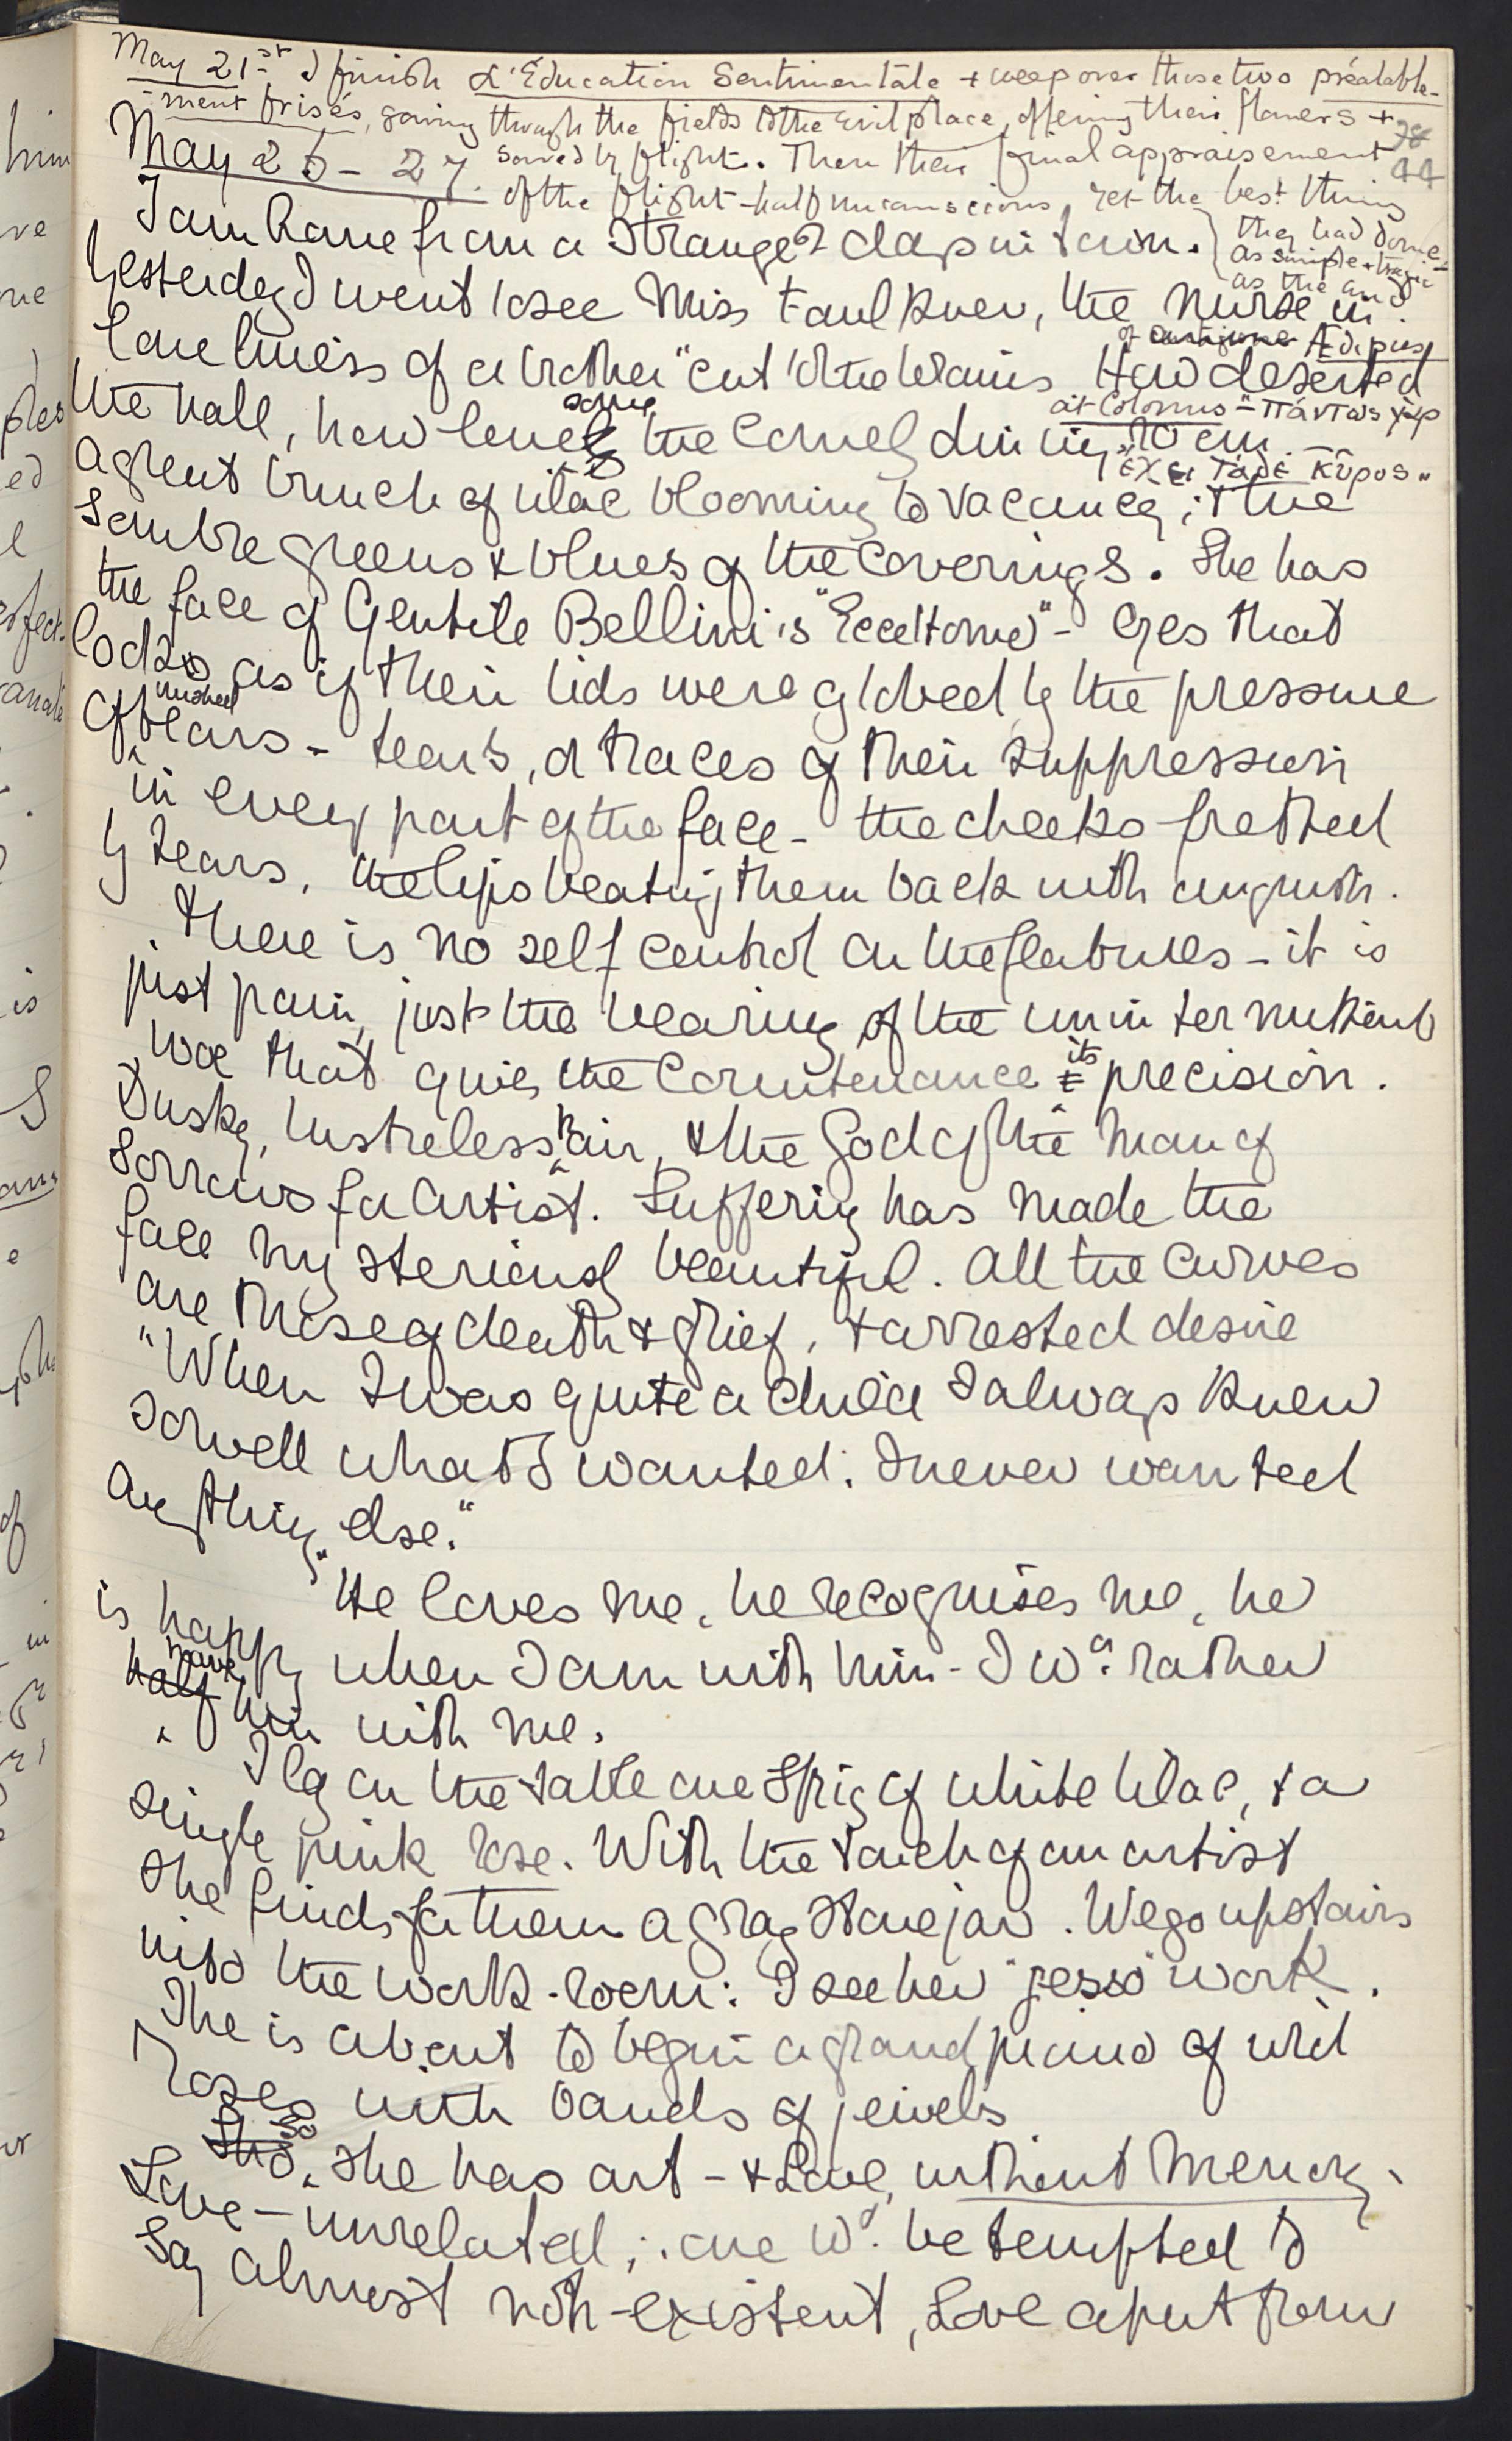 May 21st I finish L'Éducation Sentimentale + weep over those two préalable-
-ment frisés, going through the fields to the Evil place, offering their flowers +
saved by flight. Then their final appraisement
of the flight - half unconscious, yet the best thing
they had done -
as simple + tragic
as the end
of Antigone Œdipus
at Colonus - "πάντως γὰρ
ἔχει τάδε κῦρος"
44
May 26 - 27.
I am home from a strange 2 days in town.
Yesterday I went to see Miss Faulkner, the nurse in
loneliness of a brother "out of the brains How deserted
the hall, how lonely some the lonely dining room
a great bunch of lilac blooming to vacancy; the
sombre greens & blues of the coverings. She has
the face of Gentile Bellini's "Ecce Homo" - Eyes that
look as if their lids were globed by the pressure
of unshed tears - tears, or traces of their suppression
in every part of the face - the cheeks fretted
by tears, the lips beating them back with anguish.
There is no self control on the features - it is
just pain, just the bearing of the unintermittent
woe that gives the countenance its precision.
Dusky, lustreless hair, & the God of the Man of
Sorrows for artist. Suffering has made the
face mysteriously beautiful. All the curves
are those of death & grief, & arrested desire
"When I was quite a child I always knew
so well what I wanted. I never wanted
anything else."
"He loves me, he recognises me, he
is happy when I am with him - I wd. rather
half have him with me.
I lay on the table one sprig of white lilac, & a
single pink rose. With the touch of an artist
she finds for them a gray stone jar. We go upstairs
into the work-room: I see her "gesso" work.
She is about to begin a grand piano of wild
roses with bands of jewels
Tho' So, she has art - & Love, without Memory.
Love - unrelated; one wd. be tempted to
say almost non-existent, Love apart from